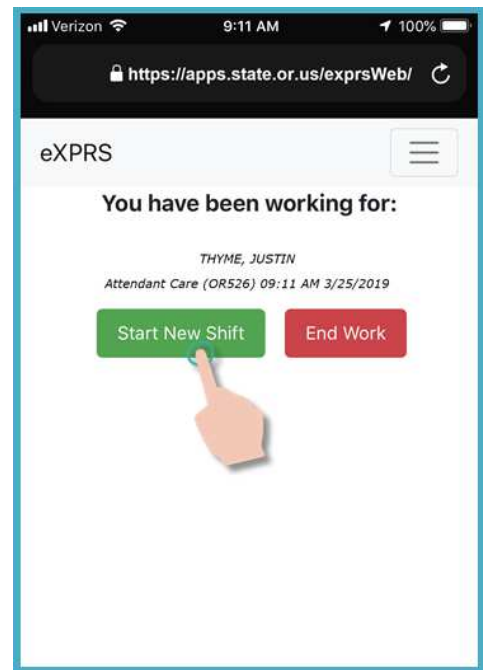 Verizon 9:11 AM 100%
https://apps.state.or.us/exprsWeb/
eXPRS
You have been working for:
THYME, JUSTIN
Attendant Care (OR526) 09:11 AM 3/25/2019
Start New Shift End Work